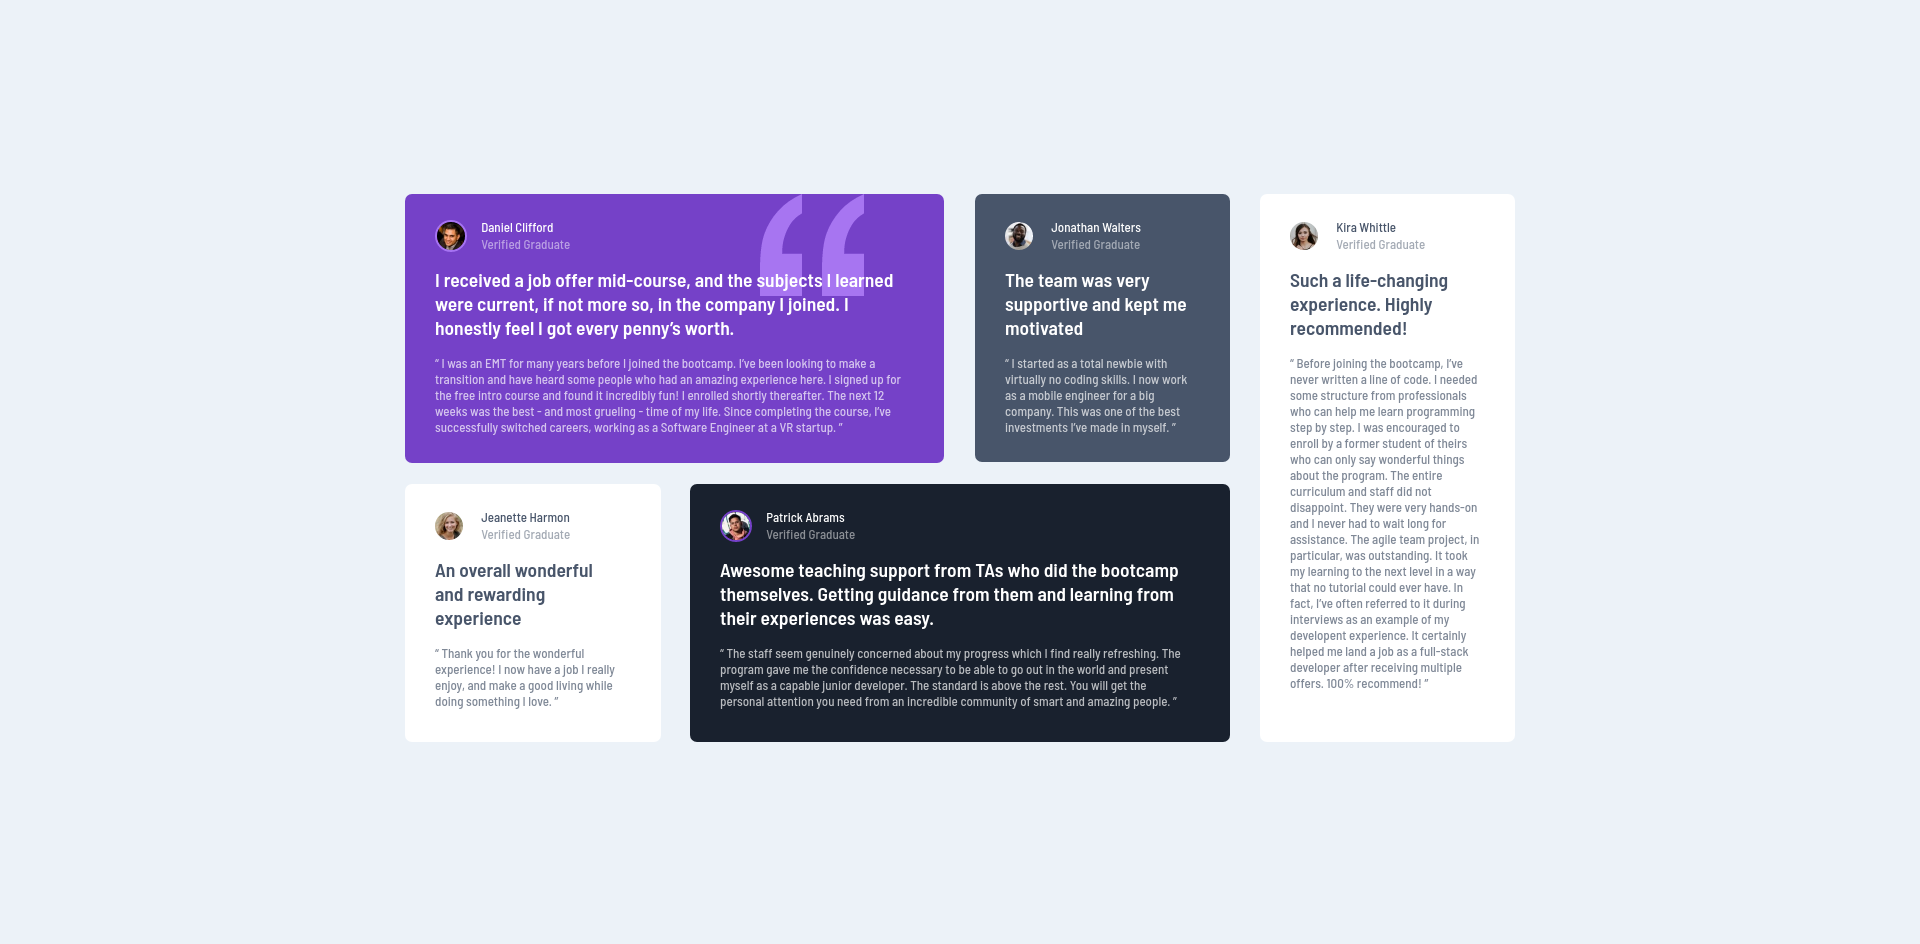 Daniel Clifford
Verified Graduate
I received a job offer mid-course, and the subjects I learned
were current, if not more so, in the company I joined. I
honestly feel I got every penny’s worth.
“ I was an EMT for many years before I joined the bootcamp. I’ve been looking to make a
transition and have heard some people who had an amazing experience here. I signed up for
the free intro course and found it incredibly fun! I enrolled shortly thereafter. The next 12
weeks was the best - and most grueling - time of my life. Since completing the course, I’ve
successfully switched careers, working as a Software Engineer at a VR startup. ”
Jonathan Walters
Verified Graduate
The team was very
supportive and kept me
motivated
“ I started as a total newbie with
virtually no coding skills. I now work
as a mobile engineer for a big
company. This was one of the best
investments I’ve made in myself. ”
Kira Whittle
Verified Graduate
Such a life-changing
experience. Highly
recommended!
“ Before joining the bootcamp, I’ve
never written a line of code. I needed
some structure from professionals
who can help me learn programming
step by step. I was encouraged to
enroll by a former student of theirs
who can only say wonderful things
about the program. The entire
curriculum and staff did not
disappoint. They were very hands-on
and I never had to wait long for
assistance. The agile team project, in
particular, was outstanding. It took
my learning to the next level in a way
that no tutorial could ever have. In
fact, I’ve often referred to it during
interviews as an example of my
developent experience. It certainly
helped me land a job as a full-stack
developer after receiving multiple
offers. 100% recommend! ”
Jeanette Harmon
Verified Graduate
An overall wonderful
and rewarding
experience
“ Thank you for the wonderful
experience! I now have a job I really
enjoy, and make a good living while
doing something I love. ”
Patrick Abrams
Verified Graduate
Awesome teaching support from TAs who did the bootcamp
themselves. Getting guidance from them and learning from
their experiences was easy.
“ The staff seem genuinely concerned about my progress which I find really refreshing. The
program gave me the confidence necessary to be able to go out in the world and present
myself as a capable junior developer. The standard is above the rest. You will get the
personal attention you need from an incredible community of smart and amazing people. ”